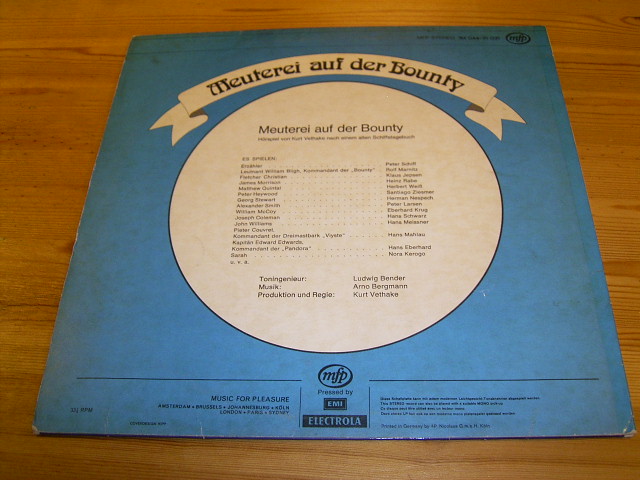 mfp
Meuterei auf der Bounty
Meuterei auf der Bounty
Hörspiel von Kurt Vethake nach einem alten Schiffstagebuch
ES SPIELEN:
Erzähler Peter Schiff
Leutnant William Bligh, Kommandant der „Bounty" Rolf Marnitz
Fletcher Christian Klaus Jepsen
James Morrison Heinz Rabe
Matthew Quintal Herbert Weiß
Peter Heywood Santiago Ziesmer
Georg Stewart Herman Nespeth
Alexander Smith Peter Larsen
William McCoy Eberhard Krug
Joseph Coleman Hans Schwarz
John Williams Hans Meissner
Pieter Couvret,
Kommandant der Dreimastbark „Vlyste" Hans Mahlau
Kapitän Edward Edwards,
Kommandant der „Pandora" Hans Eberhard
Sarah Nora Kerogo
u. v. a.
Toningenieur: Ludwig Bender
Musik: Arno Bergmann
Produktion und Regie: Kurt Vethake
mfp
Pressed by
EMI
ELECTROLA
MUSIC FOR PLEASURE
AMSTERDAM • BRUSSELS • JOHANNESBURG • KÖLN
LONDON • PARIS • SYDNEY
RPM
Printed in Germany by